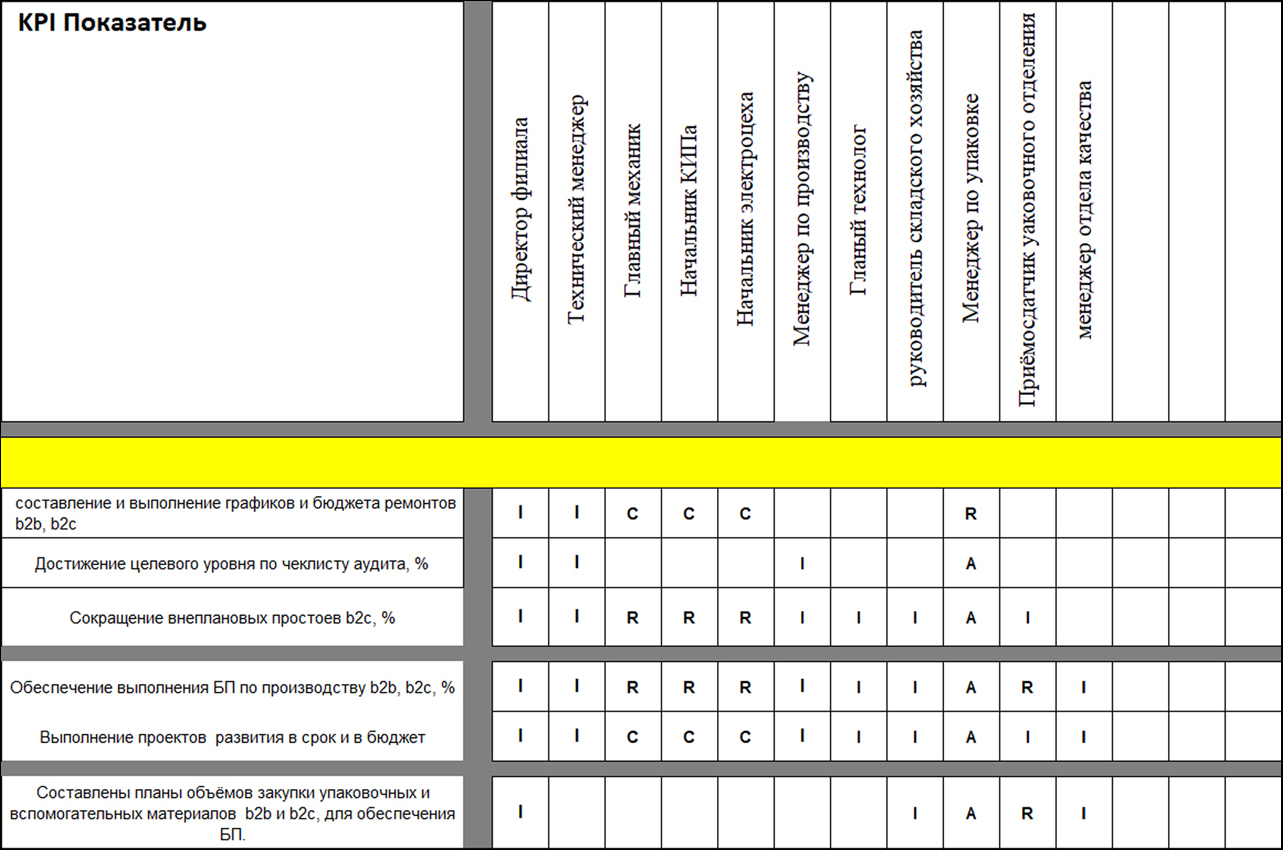 KPI Показатель
Директор филиала
Технический менеджер
Главный механик
Начальник КИПа
Начальник электроцеха
Менеджер по производству
Гланый технолог
руководитель складского хозяйства
Менеджер по упаковке
Приёмосдатчик уаковочного отделения
менеджер отдела качества
составление и выполнение графиков и бюджета ремонтов
b2b, b2c
I I C C C R
Достижение целевого уровня по чеклисту аудита, %
I I I A
Сокращение внеплановых простоев b2c, %
I I R R R I I I A I
Обеспечение выполнения БП по производству b2b, b2c, %
I I R R R I I I A R I
Выполнение проектов  развития в срок и в бюджет
I I C C C I I I A I I
Составлены планы объёмов закупки упаковочных и
вспомогательных материалов  b2b и b2c, для обеспечения
БП.
I I A R I